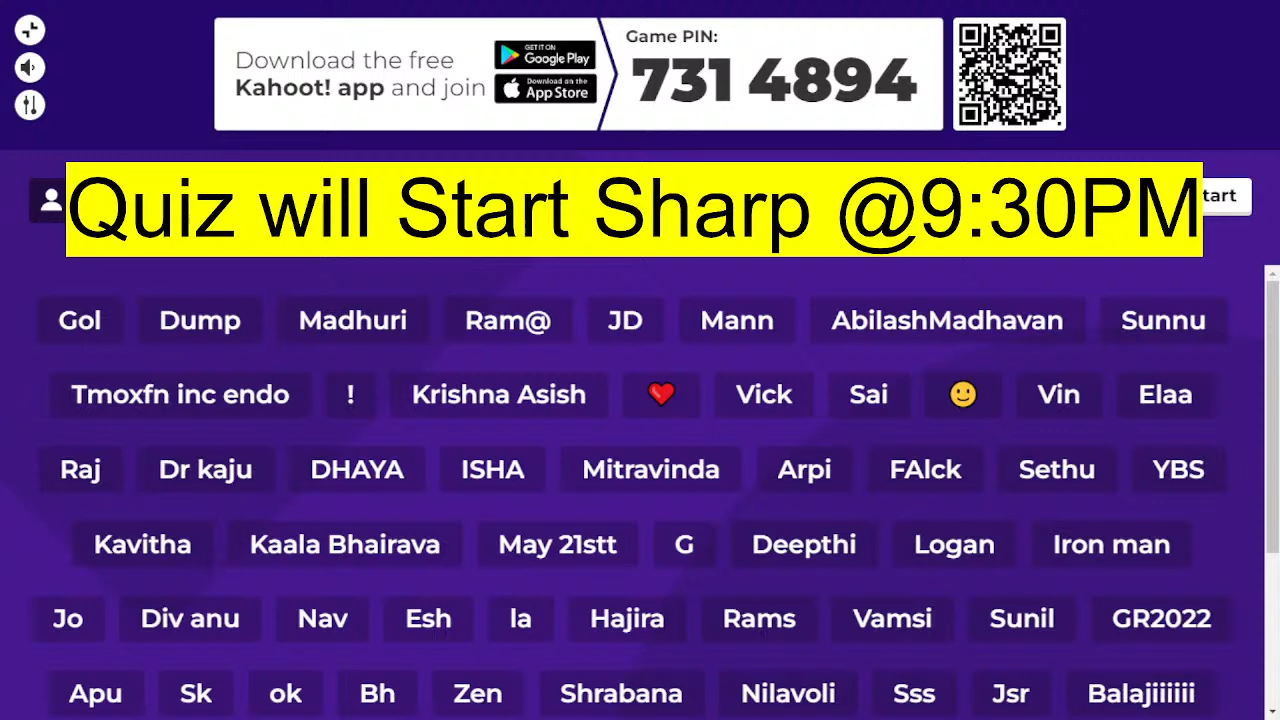 Download the free
Kahoot! app and join
GET IT ON
Google Play
Download on the
App Store
Game PIN:
731 4894
Quiz will Start Sharp @9:30PM
tart
Gol Dump Madhuri Ram@ JD Mann AbilashMadhavan Sunnu
Tmoxfn inc endo ! Krishna Asish ❤️ Vick Sai 🙂 Vin Elaa
Raj Dr kaju DHAYA ISHA Mitravinda Arpi FAlck Sethu YBS
Kavitha Kaala Bhairava May 21stt G Deepthi Logan Iron man
Jo Div anu Nav Esh la Hajira Rams Vamsi Sunil GR2022
Apu Sk ok Bh Zen Shrabana Nilavoli Sss Jsr Balajiiiiii